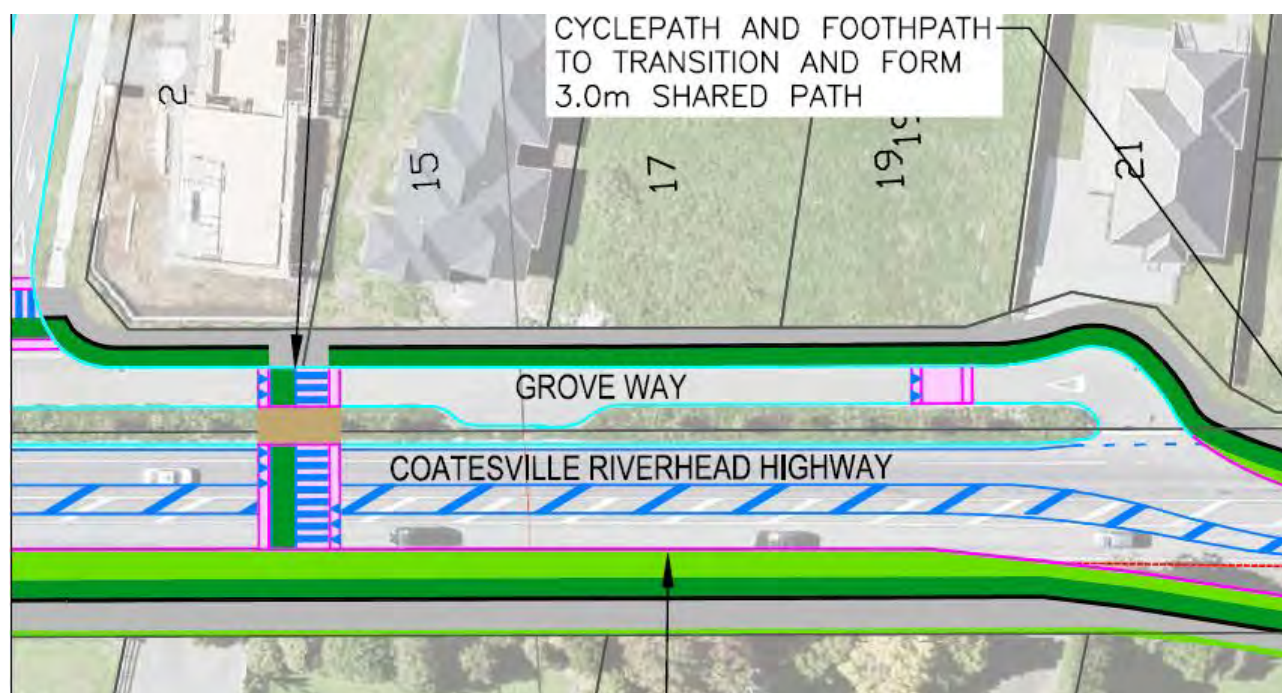 CYCLEPATH AND FOOTHPATH
TO TRANSITION AND FORM
3.0m SHARED PATH
2
15
17
19
19
21
GROVE WAY
COATESVILLE RIVERHEAD HIGHWAY